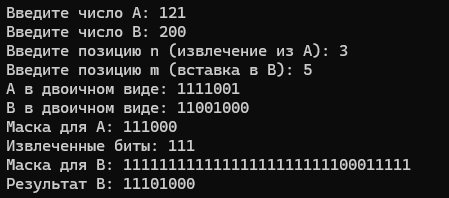 Введите число A: 121
Введите число B: 200
Введите позицию n (извлечение из A): 3
Введите позицию m (вставка в B): 5
A в двоичном виде: 1111001
B в двоичном виде: 11001000
Маска для A: 111000
Извлеченные биты: 111
Маска для B: 11111111111111111111111100011111
Результат B: 11101000